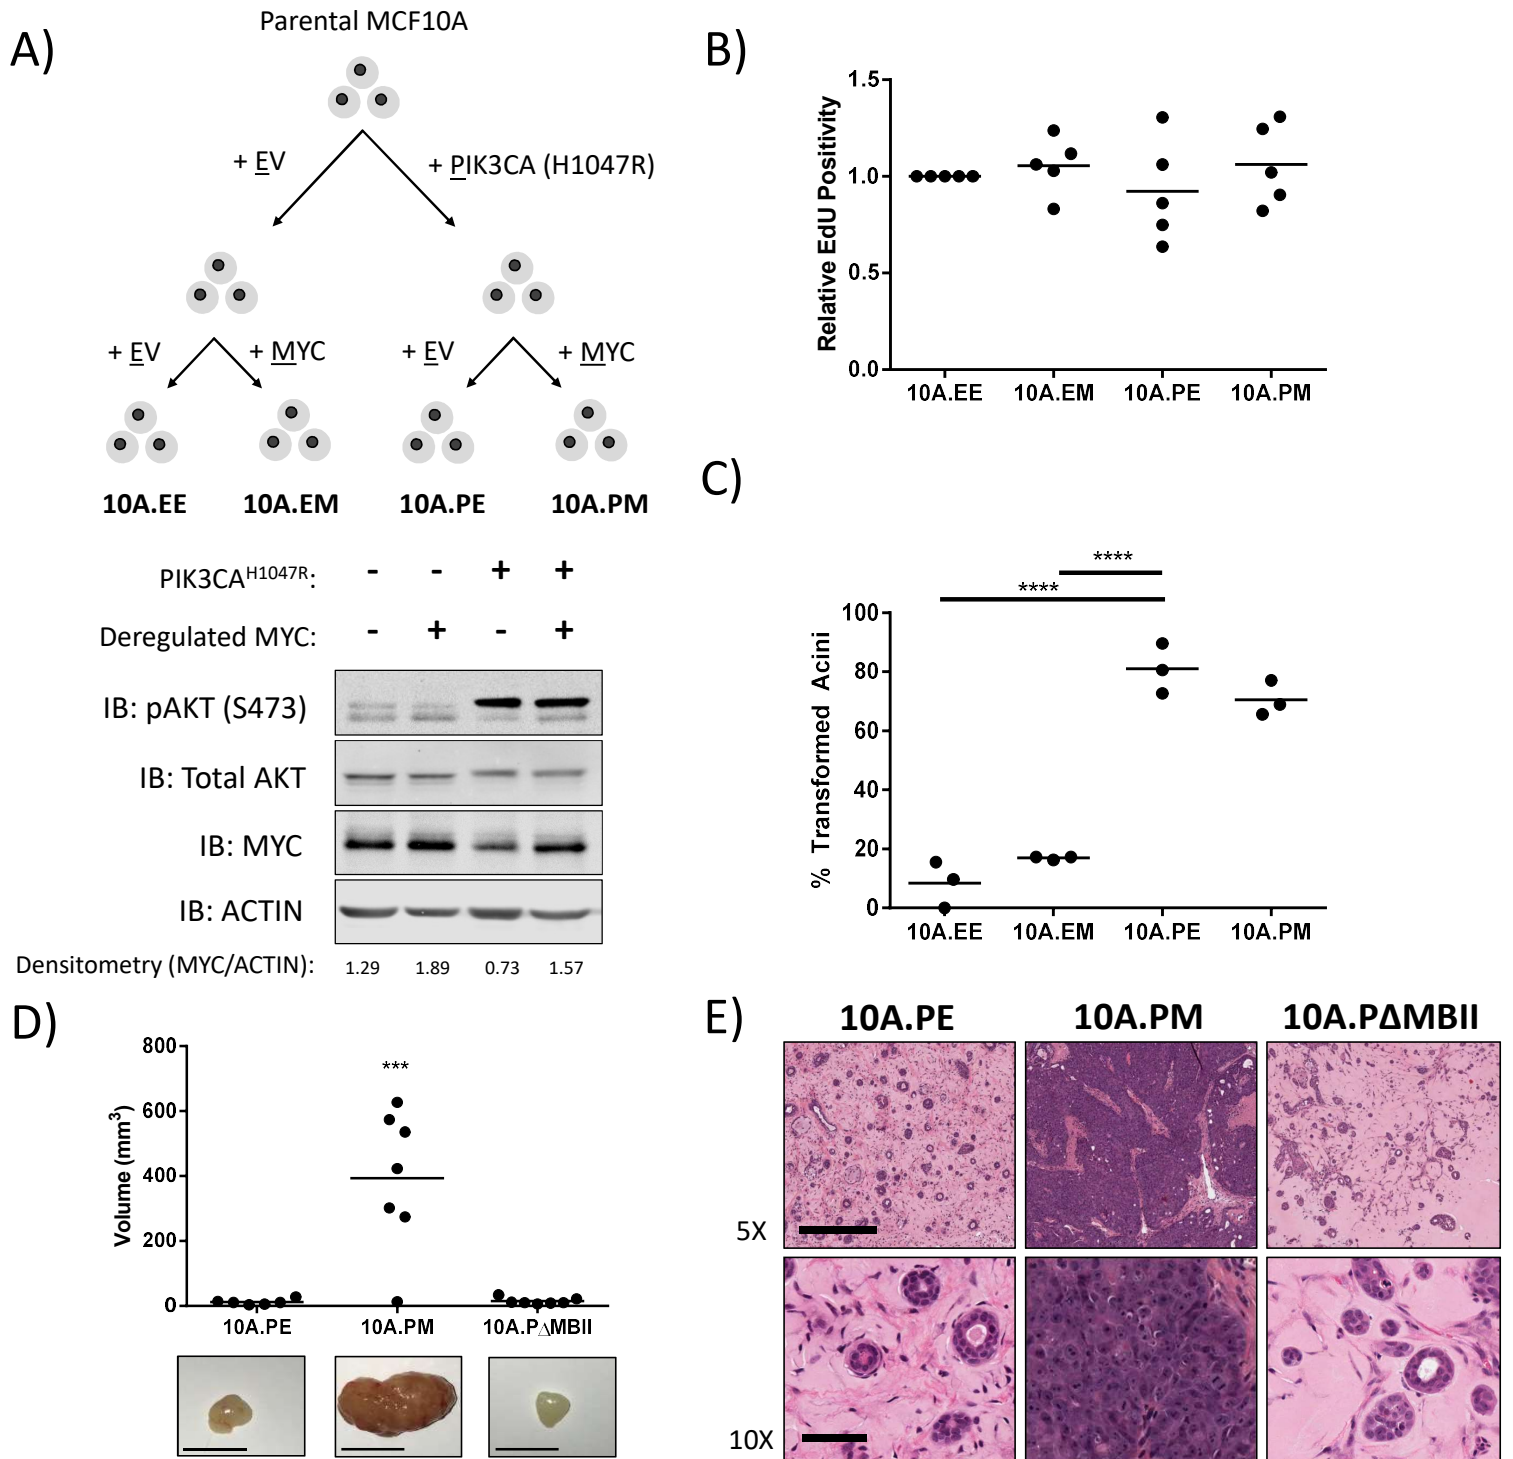 A)
Parental MCF10A
+ EV
+ PIK3CA (H1047R)
+ EV
+ MYC
+ EV
+ MYC
10A.EE
10A.EM
10A.PE
10A.PM
PIK3CAH1047R:
- - + +
Deregulated MYC:
- + - +
IB: pAKT (S473)
IB: Total AKT
IB: MYC
IB: ACTIN
Densitometry (MYC/ACTIN):
1.29 1.89 0.73 1.57
B)
Relative EdU Positivity
1.5
1.0
0.5
0.0
10A.EE 10A.EM 10A.PE 10A.PM
C)
****
****
% Transformed Acini
100
80
60
40
20
0
10A.EE 10A.EM 10A.PE 10A.PM
D)
Volume (mm3)
800
600
400
200
0
***
10A.PE 10A.PM 10A.PΔMBII
E)
10A.PE 10A.PM 10A.PΔMBII
5X
10X